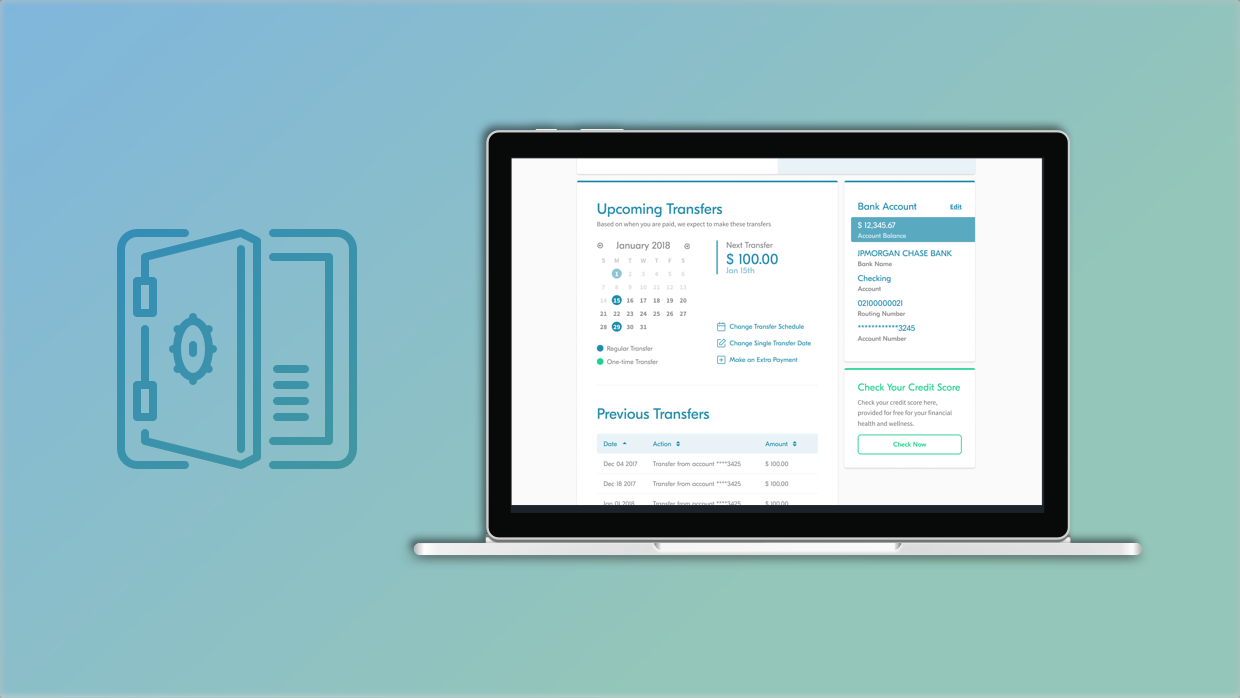 Upcoming Transfers
Based on when you are paid, we expect to make these transfers
January 2018
S M T W T F S
1 2 3 4 5 6
7 8 9 10 11 12 13
14 15 16 17 18 19 20
21 22 23 24 25 26 27
28 29 30 31
Regular Transfer
One-time Transfer
Next Transfer
$ 100.00
Jan 15th
Change Transfer Schedule
Change Single Transfer Date
Make an Extra Payment
Previous Transfers
Date Action Amount
Dec 04 2017 Transfer from account ****3425 $ 100.00
Dec 18 2017 Transfer from account ****3425 $ 100.00
Jan 01 2018 Transfer from account ****3425 $ 100.00
Bank Account Edit
$ 12,345.67
Account Balance
JPMORGAN CHASE BANK
Bank Name
Checking
Account
02100000021
Routing Number
************3245
Account Number
Check Your Credit Score
Check your credit score here,
provided for free for your financial
health and wellness.
Check Now